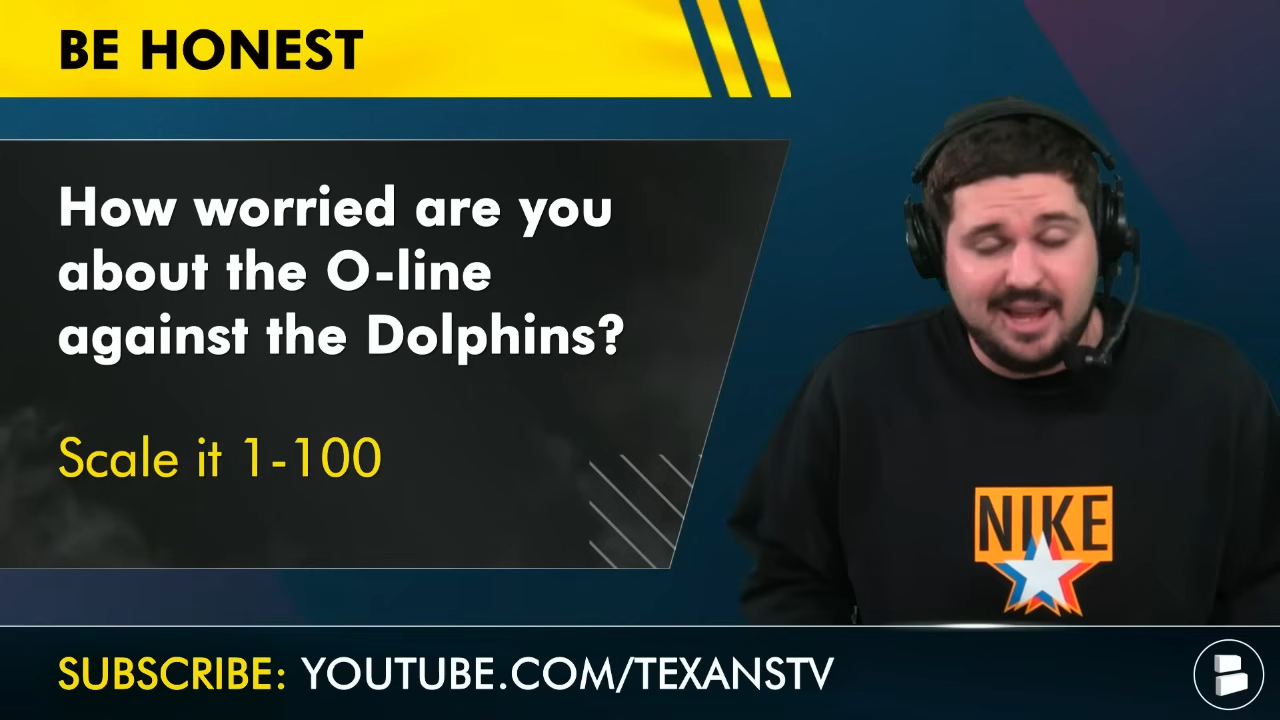 BE HONEST
How worried are you
about the O-line
against the Dolphins?
Scale it 1-100
NIKE
SUBSCRIBE: YOUTUBE.COM/TEXANSTV